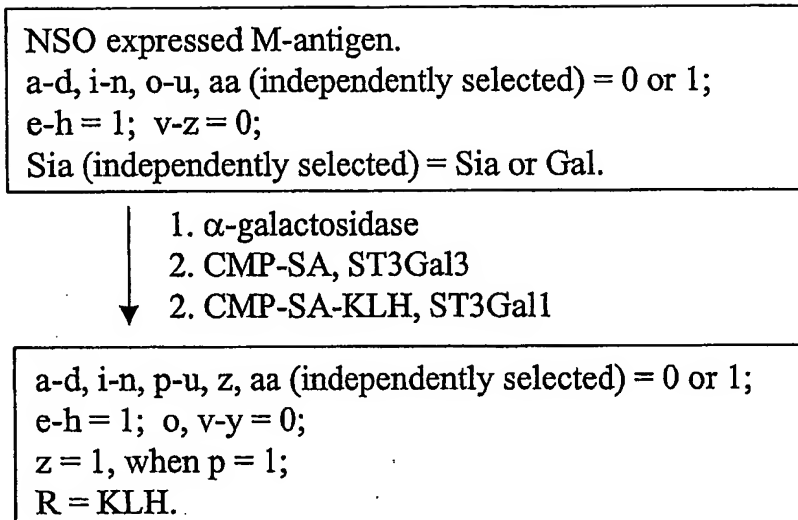 NSO expressed M-antigen.
a-d, i-n, o-u, aa (independently selected) = 0 or 1;
e-h = 1; v-z = 0;
Sia (independently selected) = Sia or Gal.
1. α-galactosidase
2. CMP-SA, ST3Gal3
2. CMP-SA-KLH, ST3Gal1
a-d, i-n, p-u, z, aa (independently selected) = 0 or 1;
e-h = 1; o, v-y = 0;
z = 1, when p = 1;
R = KLH.